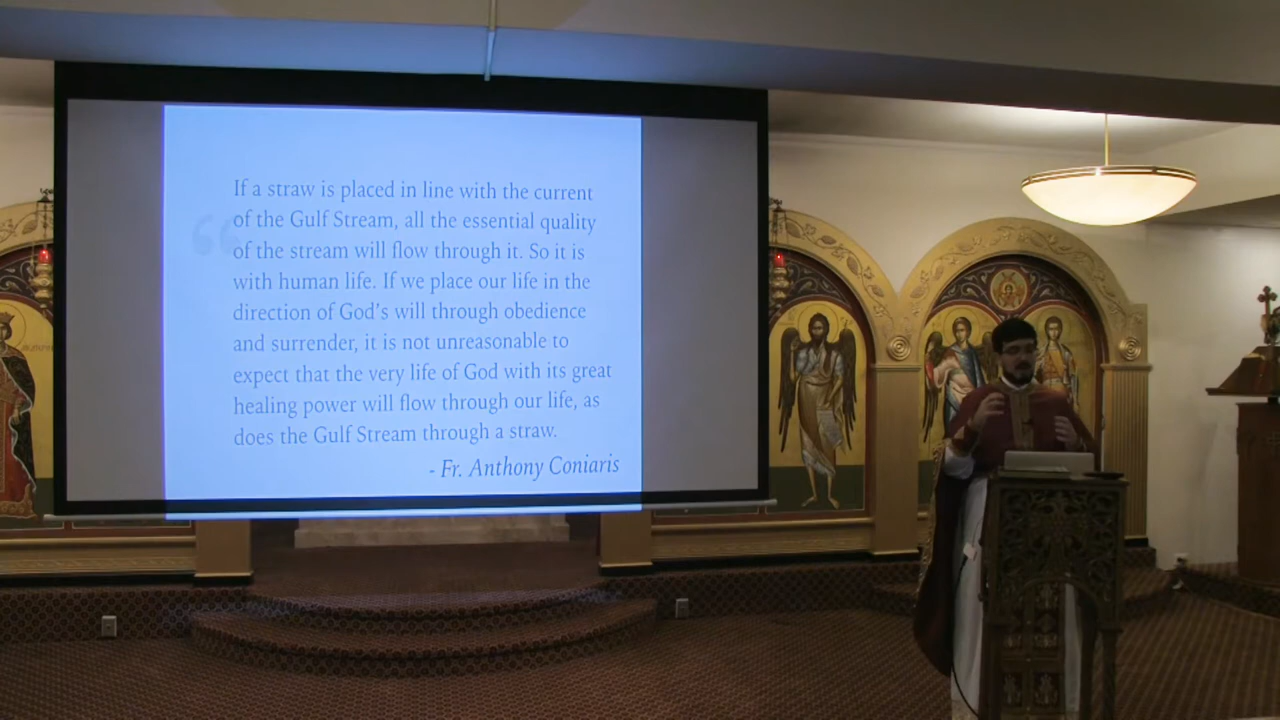 If a straw is placed in line with the current
of the Gulf Stream, all the essential quality
of the stream will flow through it. So it is
with human life. If we place our life in the
direction of God's will through obedience
and surrender, it is not unreasonable to
expect that the very life of God with its great
healing power will flow through our life, as
does the Gulf Stream through a straw.
- Fr. Anthony Coniaris